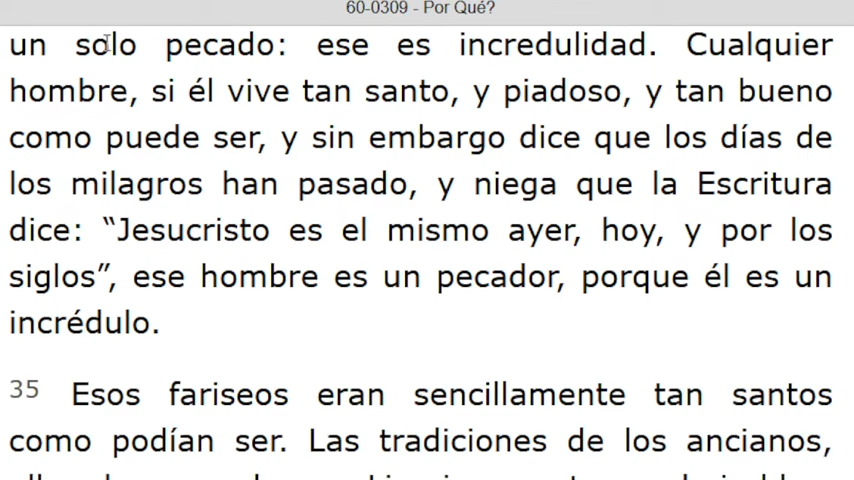 60-0309 - Por Qué?
un solo pecado: ese es incredulidad. Cualquier
hombre, si él vive tan santo, y piadoso, y tan bueno
como puede ser, y sin embargo dice que los días de
los milagros han pasado, y niega que la Escritura
dice: “Jesucristo es el mismo ayer, hoy, y por los
siglos”, ese hombre es un pecador, porque él es un
incrédulo.
35 Esos fariseos eran sencillamente tan santos
como podían ser. Las tradiciones de los ancianos,